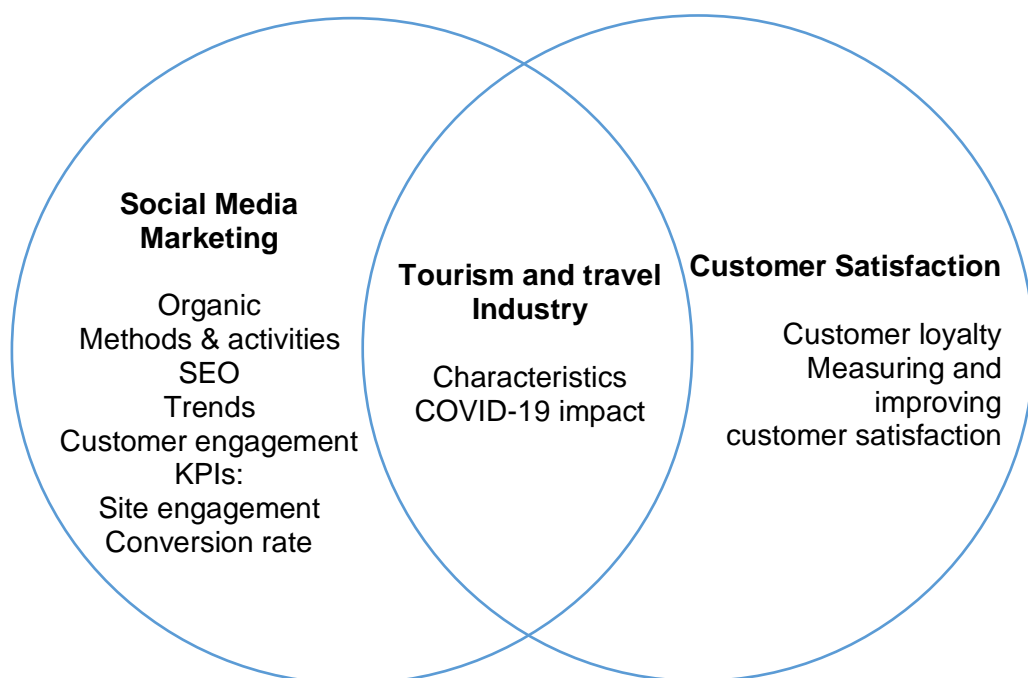 Social Media
Marketing
Organic
Methods & activities
SEO
Trends
Customer engagement
KPIs:
Site engagement
Conversion rate
Tourism and travel
Industry
Characteristics
COVID-19 impact
Customer Satisfaction
Customer loyalty
Measuring and
improving
customer satisfaction